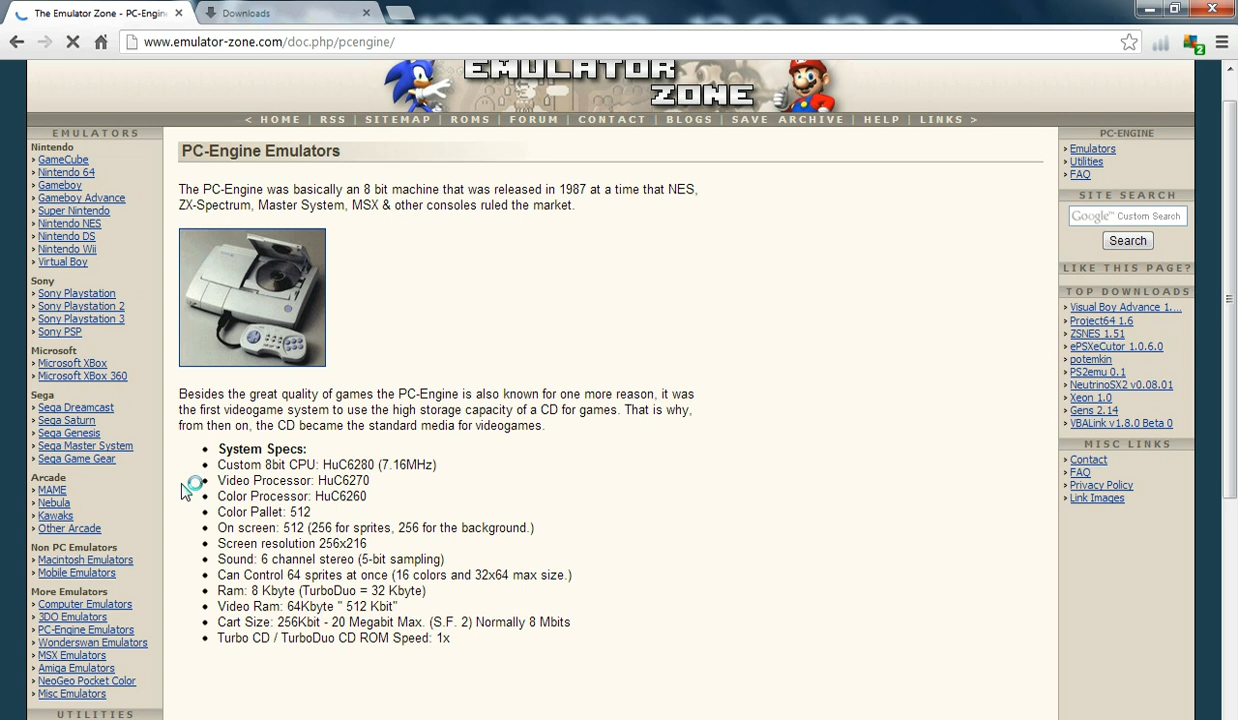 The Emulator Zone - PC-Engin
Downloads
www.emulator-zone.com/doc.php/pcengine/
2
EMULATOR
ZONE
< HOME | RSS | SITEMAP | ROMS | FORUM | CONTACT | BLOGS | SAVE ARCHIVE | HELP | LINKS >
EMULATORS
Nintendo
GameCube
Nintendo 64
Gameboy
Gameboy Advance
Super Nintendo
Nintendo NES
Nintendo DS
Nintendo Wii
Virtual Boy
Sony
Sony Playstation
Sony Playstation 2
Sony Playstation 3
Sony PSP
Microsoft
Microsoft XBox
Microsoft XBox 360
Sega
Sega Dreamcast
Sega Saturn
Sega Genesis
Sega Master System
Sega Game Gear
Arcade
MAME
Nebula
Kawaks
Other Arcade
Non PC Emulators
Macintosh Emulators
Mobile Emulators
More Emulators
Computer Emulators
3DO Emulators
PC-Engine Emulators
Wonderswan Emulators
MSX Emulators
Amiga Emulators
NeoGeo Pocket Color
Misc Emulators
UTILITIES
PC-Engine Emulators
The PC-Engine was basically an 8 bit machine that was released in 1987 at a time that NES,
ZX-Spectrum, Master System, MSX & other consoles ruled the market.
Besides the great quality of games the PC-Engine is also known for one more reason, it was
the first videogame system to use the high storage capacity of a CD for games. That is why,
from then on, the CD became the standard media for videogames.
System Specs:
Custom 8bit CPU: HuC6280 (7.16MHz)
Video Processor: HuC6270
Color Processor: HuC6260
Color Pallet: 512
On screen: 512 (256 for sprites, 256 for the background.)
Screen resolution 256x216
Sound: 6 channel stereo (5-bit sampling)
Can Control 64 sprites at once (16 colors and 32x64 max size.)
Ram: 8 Kbyte (TurboDuo = 32 Kbyte)
Video Ram: 64Kbyte " 512 Kbit"
Cart Size: 256Kbit - 20 Megabit Max. (S.F. 2) Normally 8 Mbits
Turbo CD / TurboDuo CD ROM Speed: 1x
PC-ENGINE
Emulators
Utilities
FAQ
SITE SEARCH
Google™ Custom Search
Search
LIKE THIS PAGE?
TOP DOWNLOADS
Visual Boy Advance 1....
Project64 1.6
ZSNES 1.51
ePSXeCutor 1.0.6.0
potemkin
PS2emu 0.1
NeutrinoSX2 v0.08.01
Xeon 1.0
Gens 2.14
VBALink v1.8.0 Beta 0
MISC LINKS
Contact
FAQ
Privacy Policy
Link Images